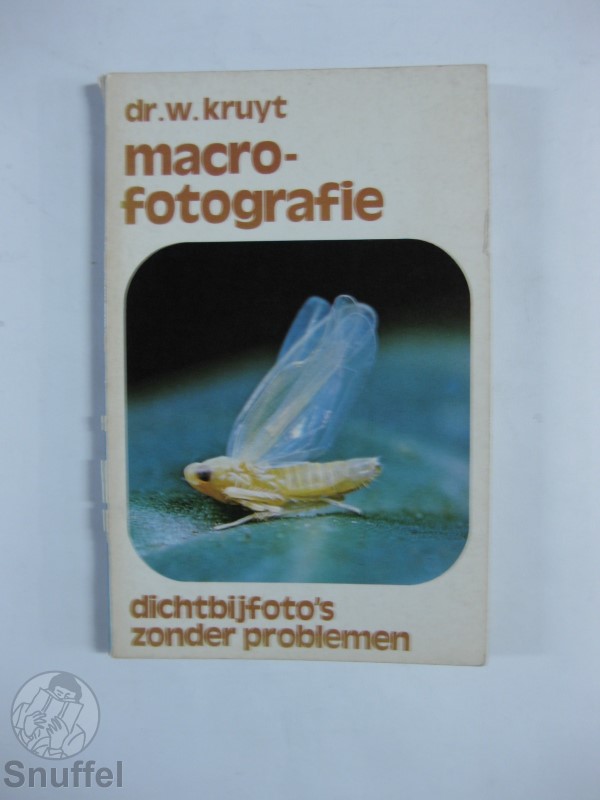 dr.w.kruyt
macro-
fotografie
dichtbijfoto's
zonder problemen
Snuffel